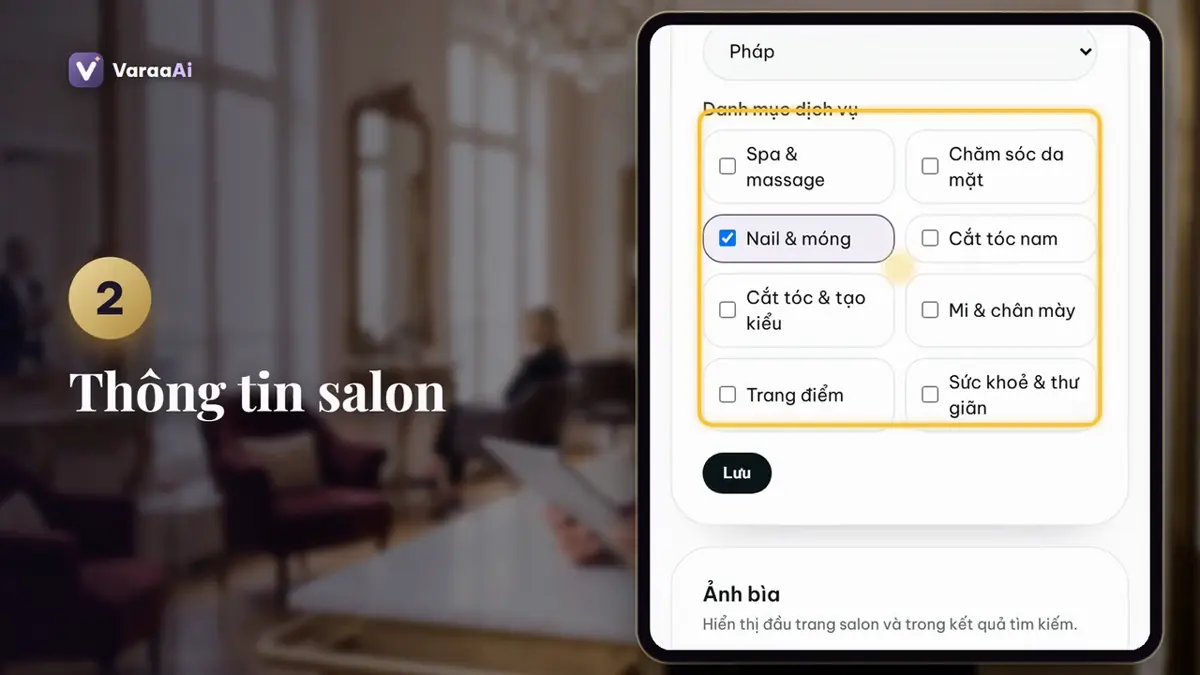 VaraaAi
2
Thông tin salon
Pháp
Danh mục dịch vụ
Spa &
massage
Chăm sóc da
mặt
Nail & móng
Cắt tóc nam
Cắt tóc & tạo
kiểu
Mi & chân mày
Trang điểm
Sức khoẻ & thư
giãn
Lưu
Ảnh bìa
Hiển thị đầu trang salon và trong kết quả tìm kiếm.